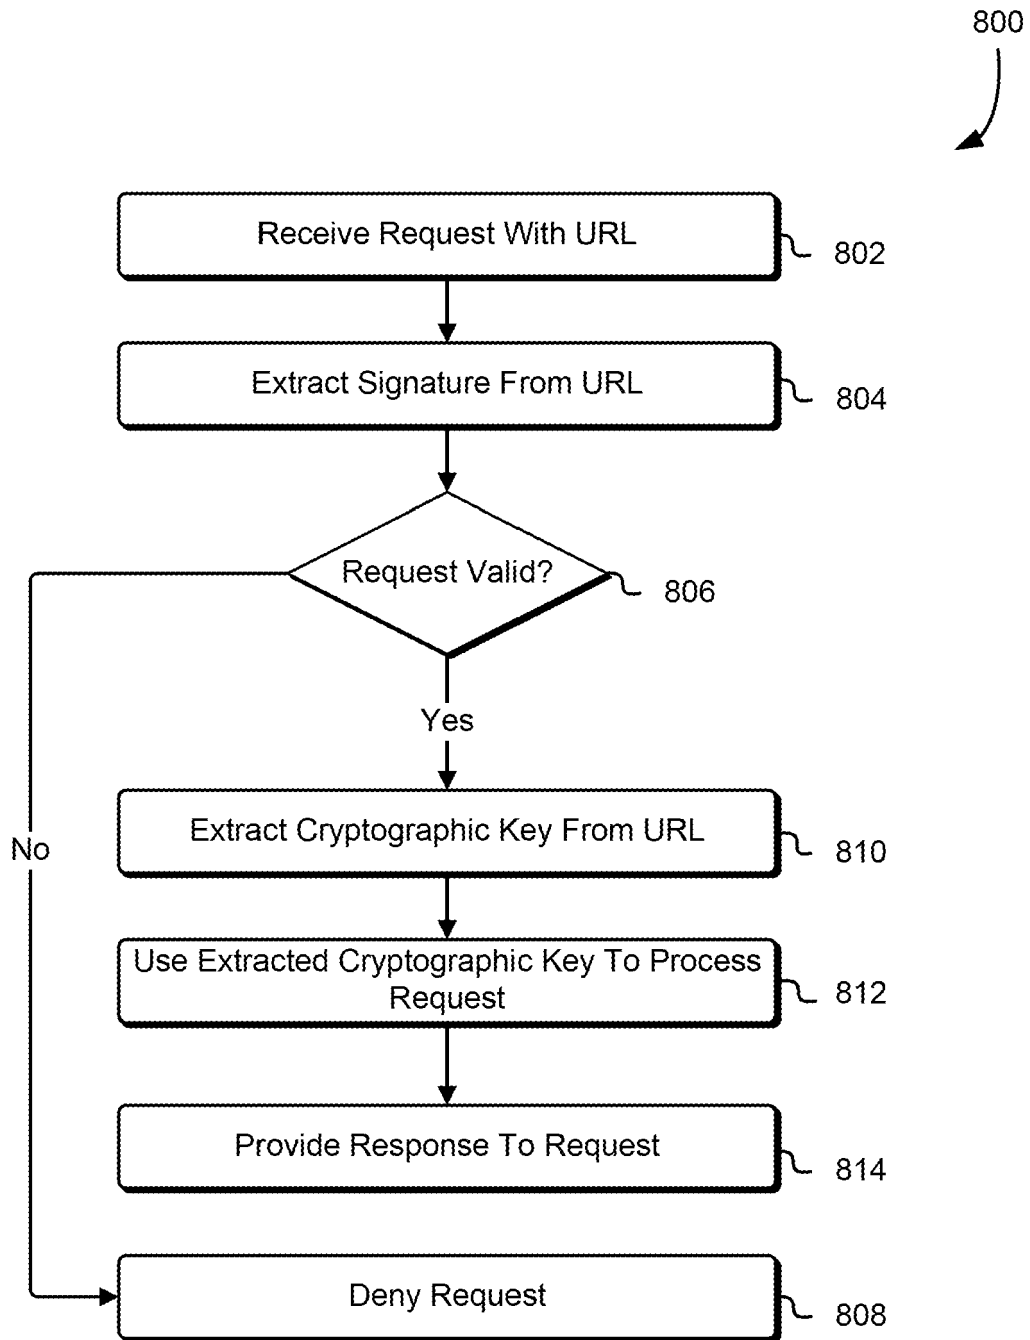 800
Receive Request With URL
802
Extract Signature From URL
804
Request Valid?
806
Yes
Extract Cryptographic Key From URL
810
No
Use Extracted Cryptographic Key To Process
Request
812
Provide Response To Request
814
Deny Request
808